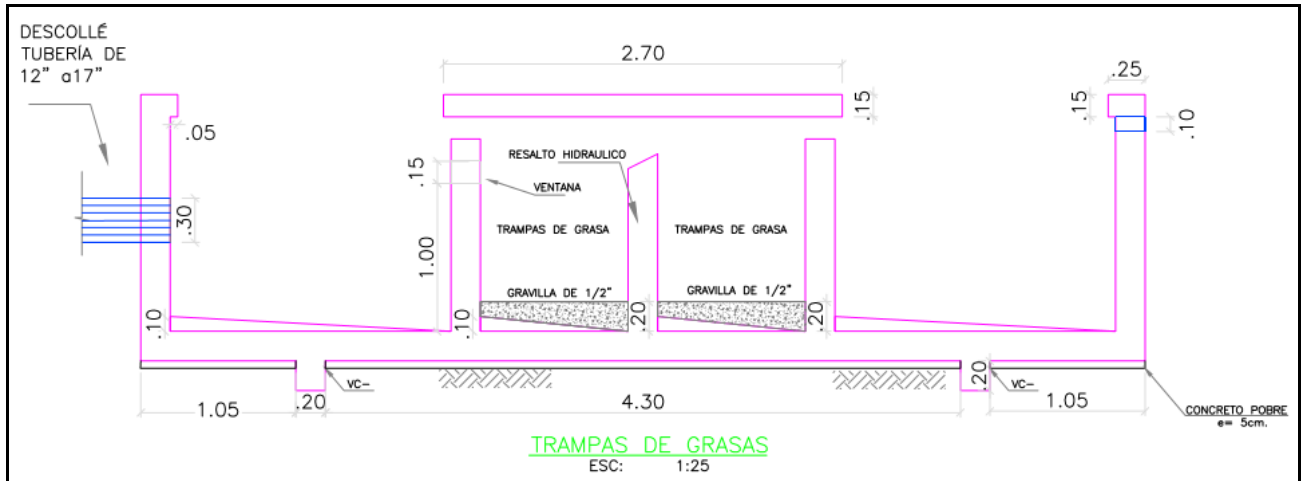 DESCOLLÉ
TUBERÍA DE
12" a17"
2.70
.25
.15
.15
.10
.05
RESALTO HIDRAULICO
.15
VENTANA
.30
TRAMPAS DE GRASA
TRAMPAS DE GRASA
1.00
GRAVILLA DE 1/2"
GRAVILLA DE 1/2"
.10
.10
.20
.20
VC-
.20
VC-
1.05
.20
4.30
1.05
CONCRETO POBRE
e= 5cm.
TRAMPAS DE GRASAS
ESC: 1:25